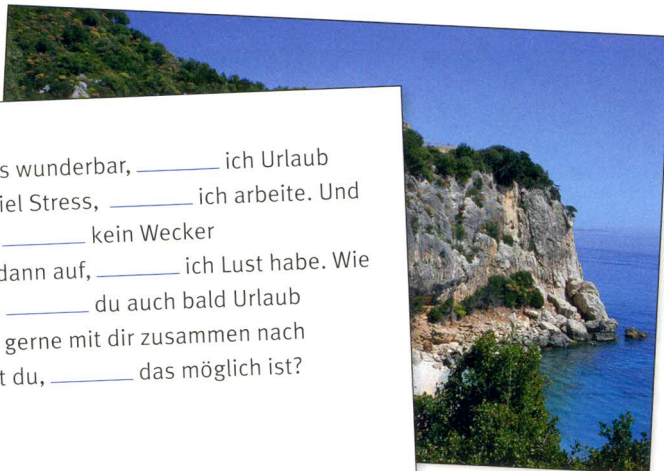 s wunderbar, ________ ich Urlaub
iel Stress, ________ ich arbeite. Und
________ kein Wecker
dann auf, ________ ich Lust habe. Wie
________ du auch bald Urlaub
gerne mit dir zusammen nach
t du, ________ das möglich ist?